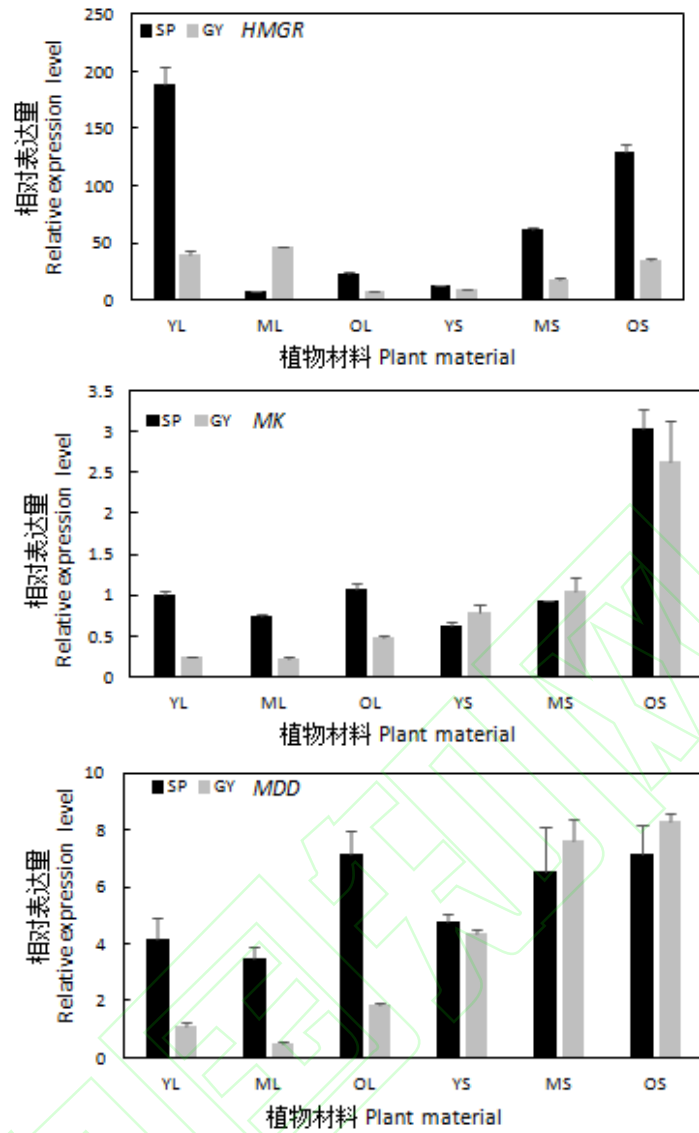 250
200
150
100
50
0
SP GY HMGR
相对表达量
Relative expression level
YL ML OL YS MS OS
植物材料 Plant material
3.5
3
2.5
2
1.5
1
0.5
0
SP GY MK
相对表达量
Relative expression level
YL ML OL YS MS OS
植物材料 Plant material
10
8
6
4
2
0
SP GY MDD
相对表达量
Relative expression level
YL ML OL YS MS OS
植物材料 Plant material